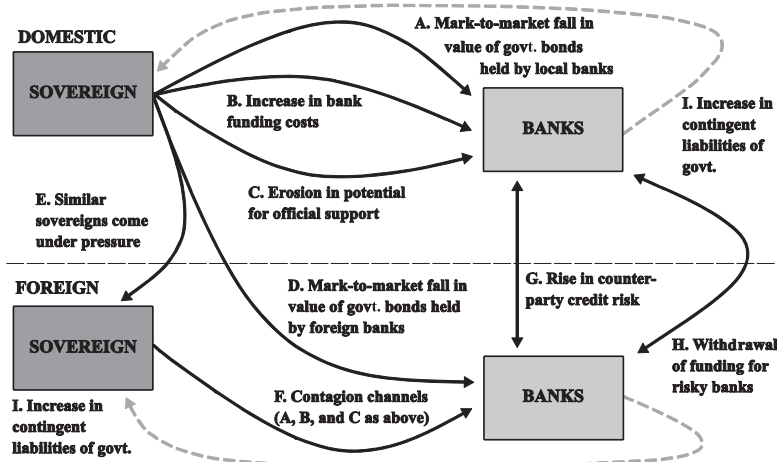 DOMESTIC
SOVEREIGN
A. Mark-to-market fall in
value of govt. bonds
held by local banks
B. Increase in bank
funding costs
BANKS
I. Increase in
contingent
liabilities of
govt.
C. Erosion in potential
for official support
E. Similar
sovereigns come
under pressure
FOREIGN
SOVEREIGN
D. Mark-to-market fall in
value of govt. bonds held
by foreign banks
G. Rise in counter-
party credit risk
H. Withdrawal
of funding for
risky banks
BANKS
F. Contagion channels
(A, B, and C as above)
I. Increase in
contingent
liabilities of govt.